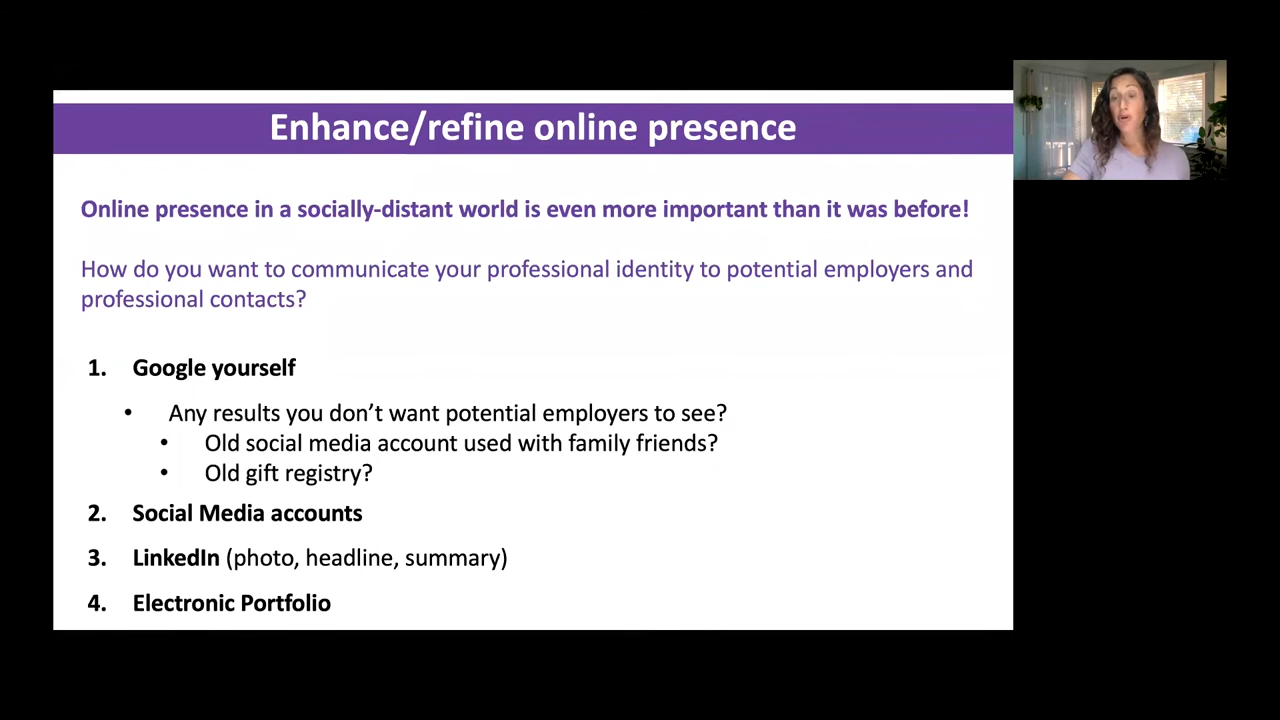 Enhance/refine online presence
Online presence in a socially-distant world is even more important than it was before!
How do you want to communicate your professional identity to potential employers and
professional contacts?
1. Google yourself
• Any results you don’t want potential employers to see?
• Old social media account used with family friends?
• Old gift registry?
2. Social Media accounts
3. LinkedIn (photo, headline, summary)
4. Electronic Portfolio